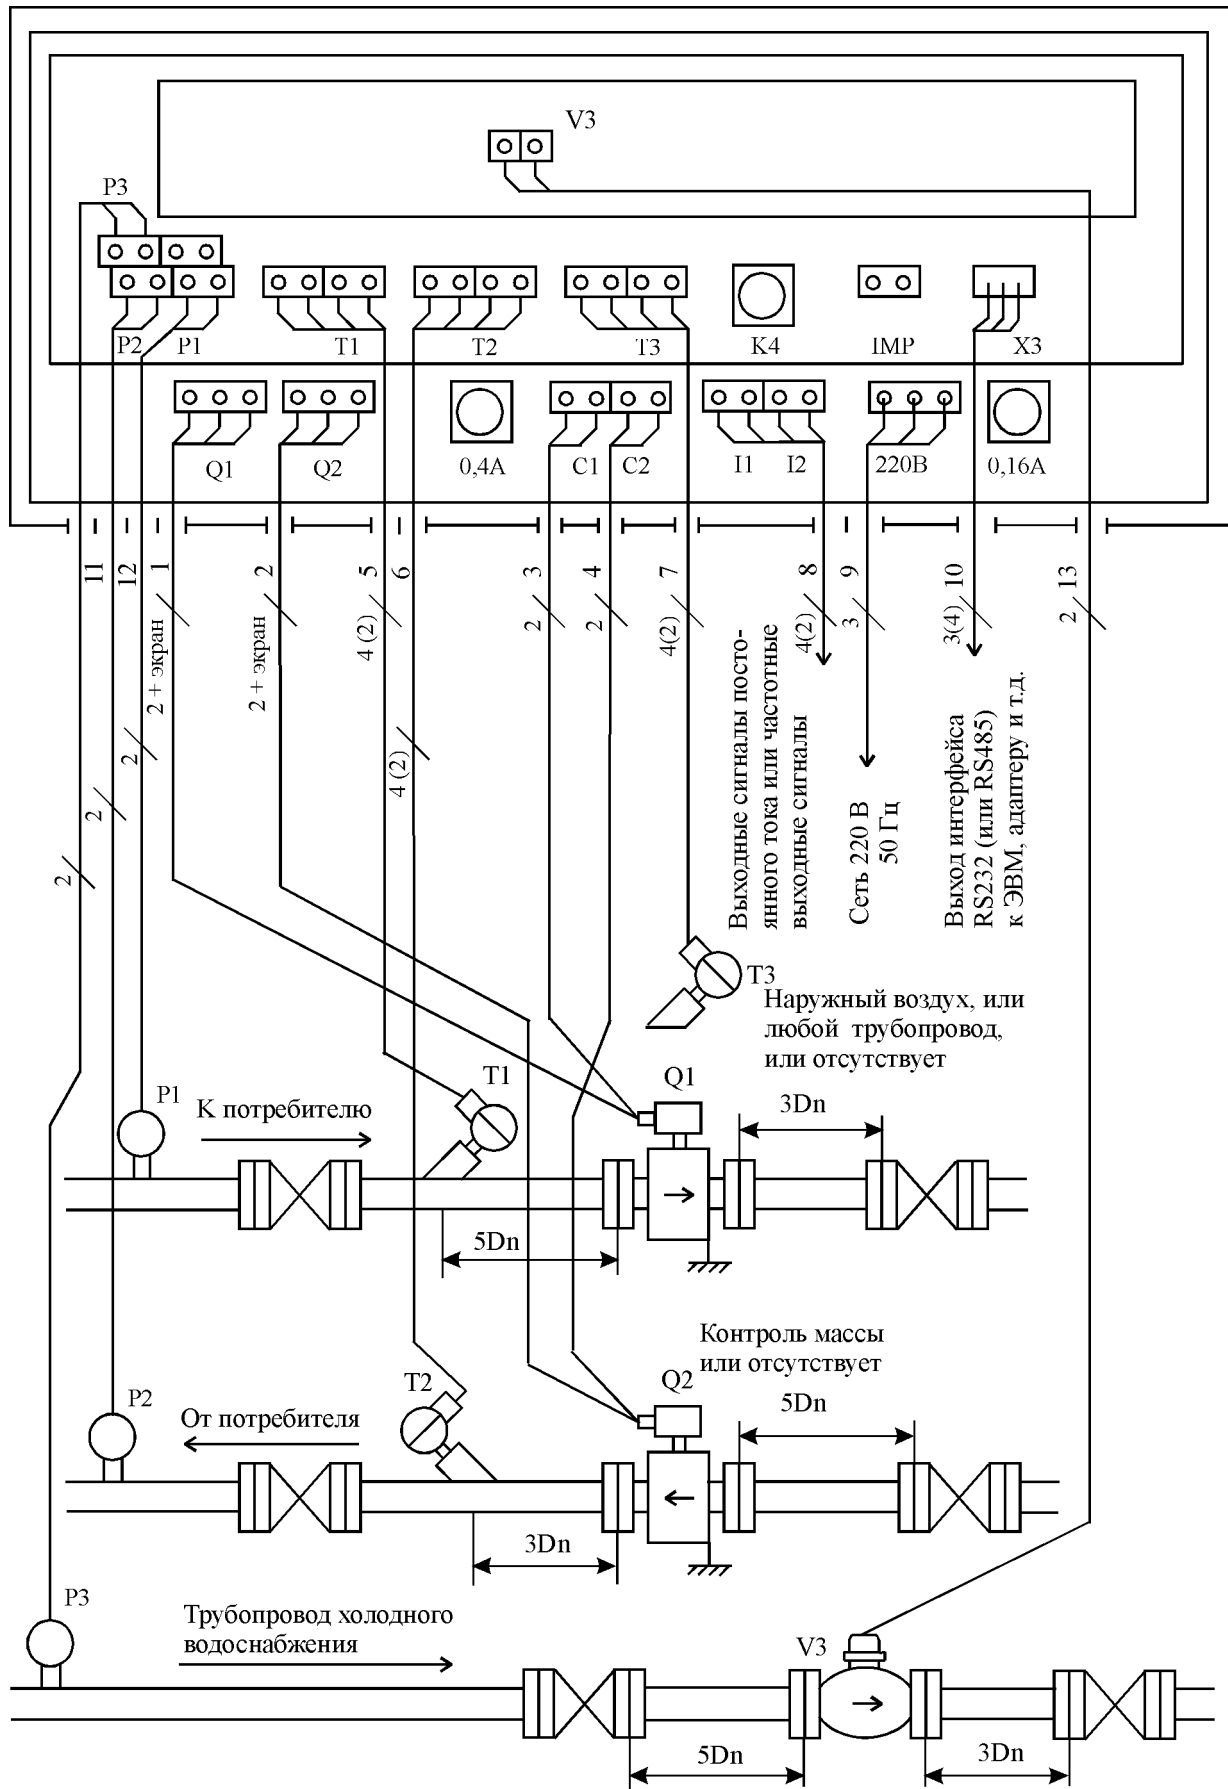 V3
P3
P2
P1
T1
T2
T3
K4
IMP
X3
Q1
Q2
0,4A
C1
C2
I1
I2
220В
0,16A
11
12
1
2
5
6
3
4
7
8
9
10
13
2 + экран
2 + экран
4 (2)
4 (2)
2
2
4(2)
4(2)
3
3(4)
2
2
2
2
Выходные сигналы посто-
янного тока или частотные
выходные сигналы
Сеть 220 В
50 Гц
Выход интерфейса
RS232 (или RS485)
к ЭВМ, адаптеру и т.д.
T3
Наружный воздух, или
любой трубопровод,
или отсутствует
P1
К потребителю
T1
Q1
3Dn
5Dn
Контроль массы
или отсутствует
P2
От потребителя
T2
Q2
5Dn
3Dn
P3
Трубопровод холодного
водоснабжения
V3
5Dn
3Dn